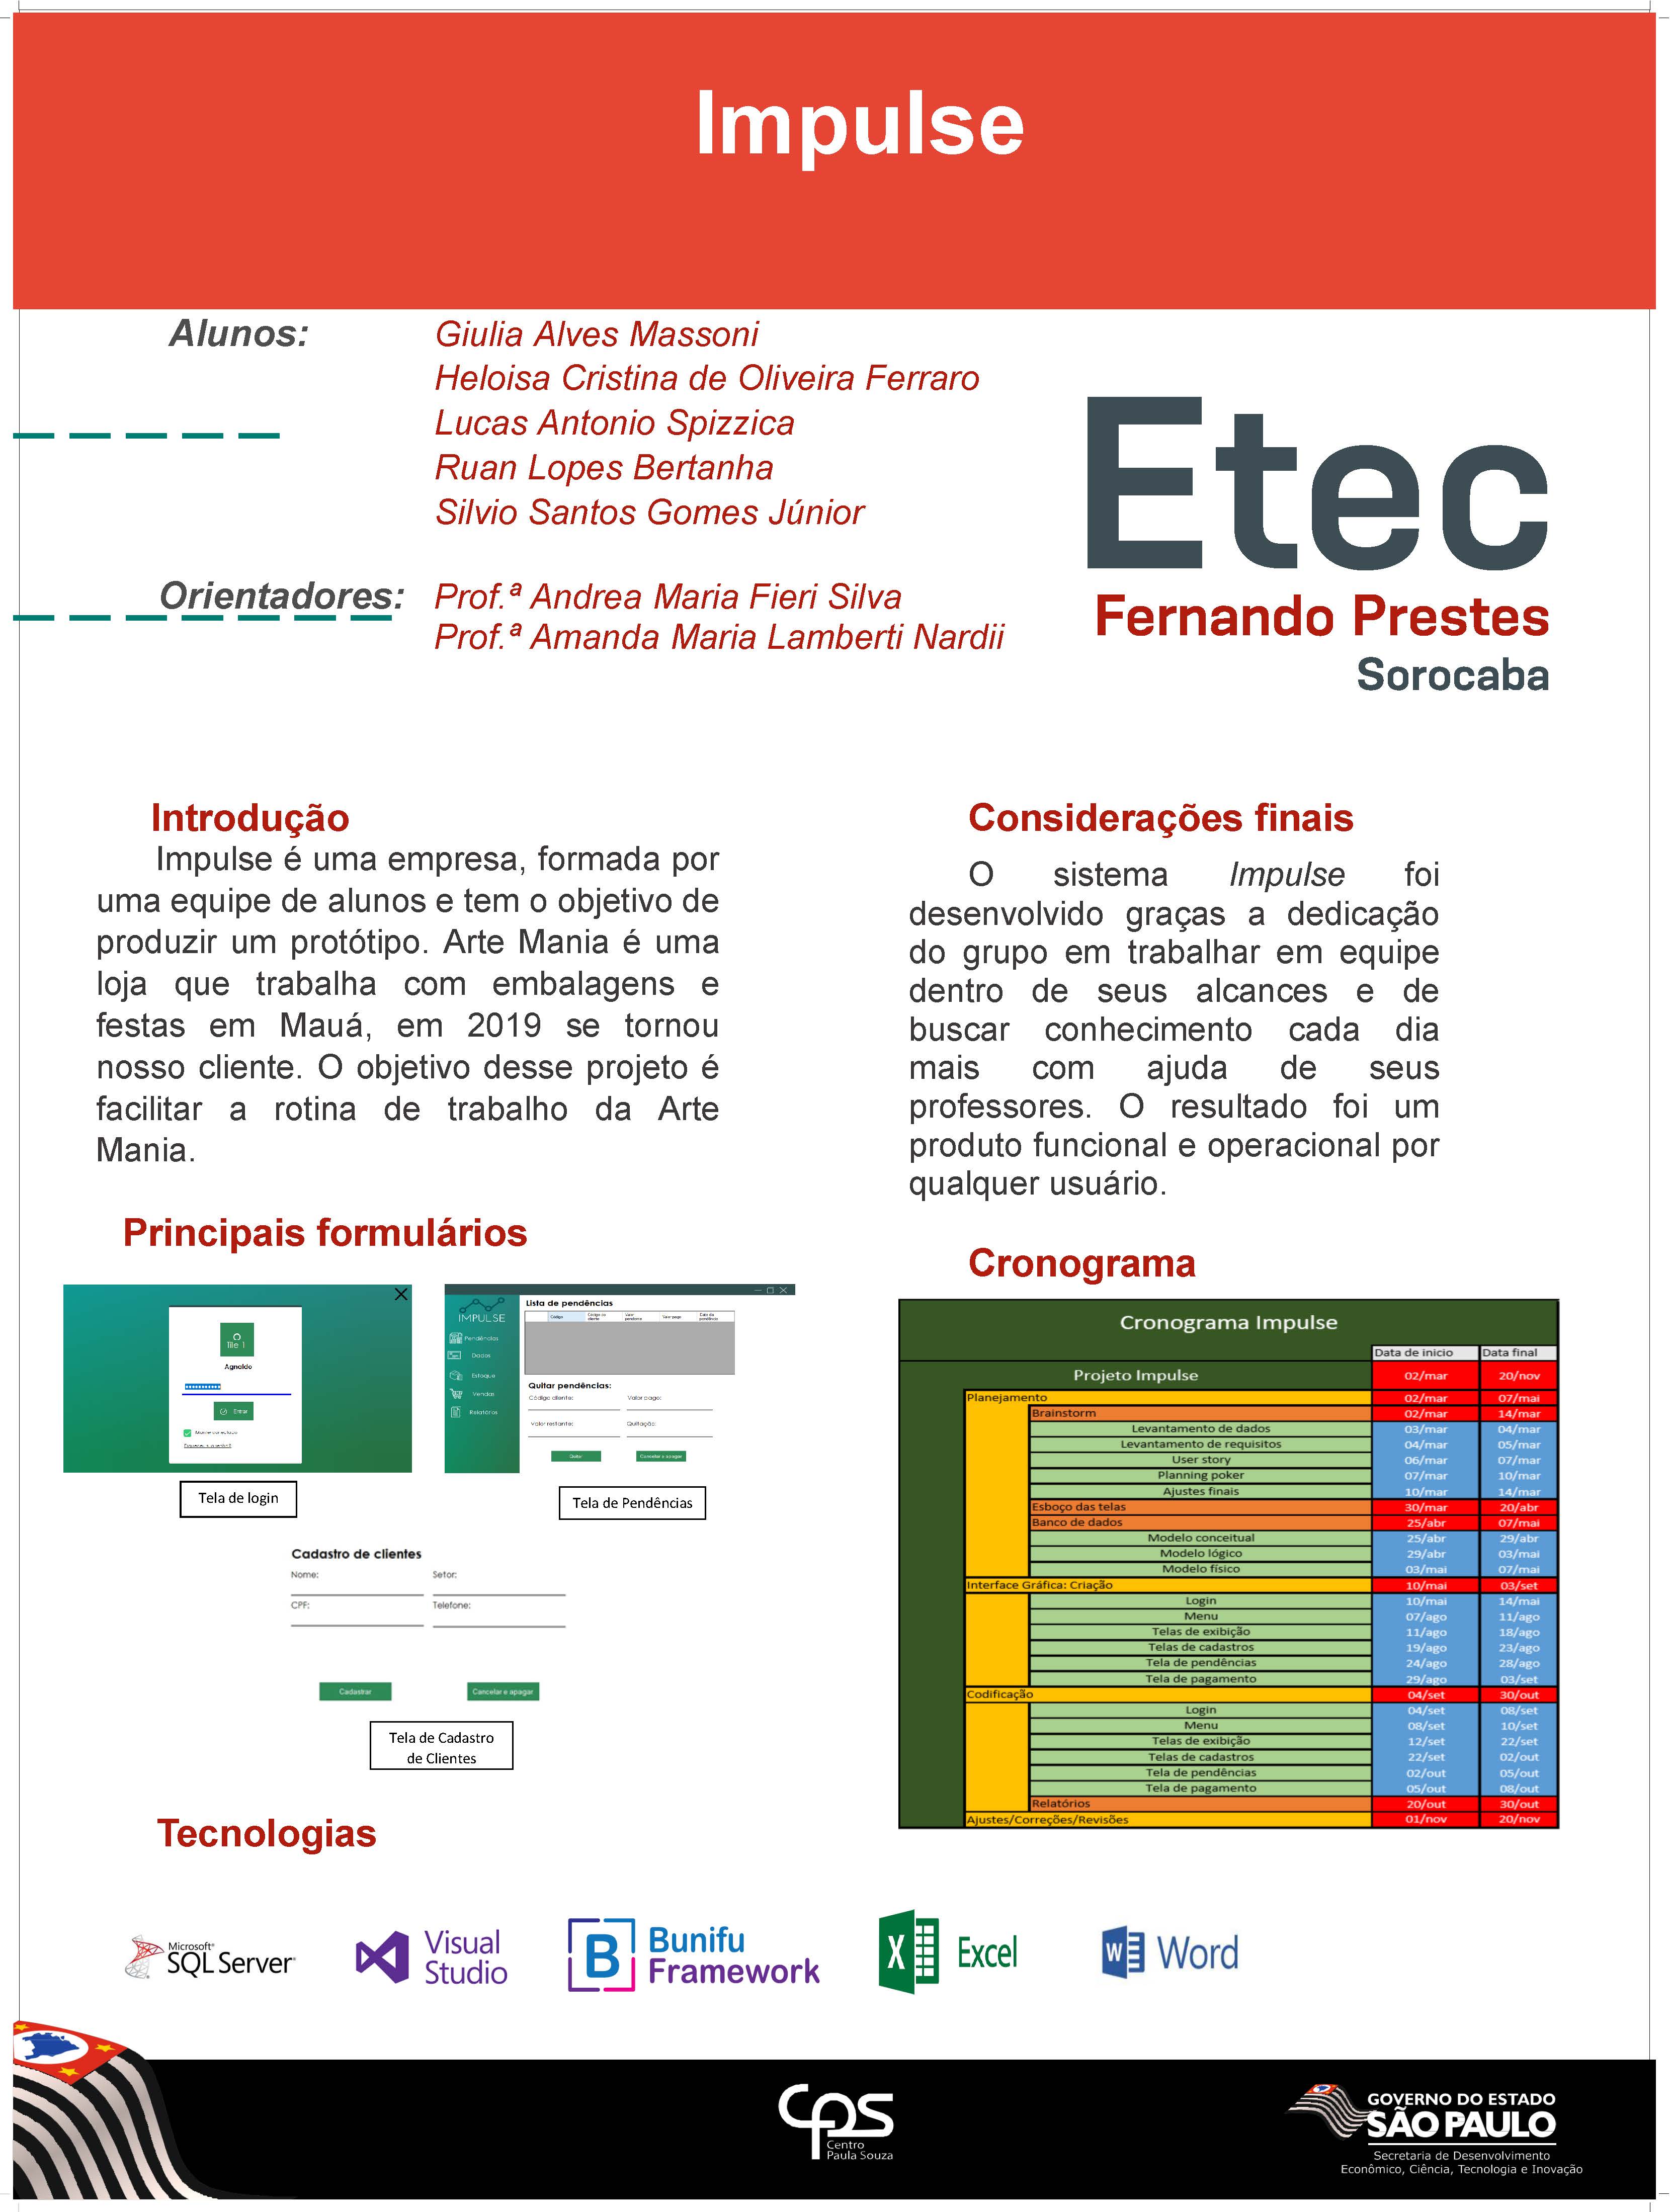 Impulse
Alunos:
Giulia Alves Massoni
Heloisa Cristina de Oliveira Ferraro
Lucas Antonio Spizzica
Ruan Lopes Bertanha
Silvio Santos Gomes Júnior
Orientadores:
Prof.ª Andrea Maria Fieri Silva
Prof.ª Amanda Maria Lamberti Nardii
Etec
Fernando Prestes
Sorocaba
Introdução
Impulse é uma empresa, formada por
uma equipe de alunos e tem o objetivo de
produzir um protótipo. Arte Mania é uma
loja que trabalha com embalagens e
festas em Mauá, em 2019 se tornou
nosso cliente. O objetivo desse projeto é
facilitar a rotina de trabalho da Arte
Mania.
Principais formulários
Agnaldo
Entrar
Tela de login
IMPULSE
Pendências
Dados
Estoque
Vendas
Relatórios
Lista de pendências
Código
Quitar pendências:
Código cliente:
Valor pago:
Valor restante:
Quitação:
Cancelar e apagar
Tela de Pendências
Cadastro de clientes
Nome:
Setor:
CPF:
Telefone:
Cadastrar
Cancelar e apagar
Tela de Cadastro
de Clientes
Considerações finais
O sistema Impulse foi
desenvolvido graças a dedicação
do grupo em trabalhar em equipe
dentro de seus alcances e de
buscar conhecimento cada dia
mais com ajuda de seus
professores. O resultado foi um
produto funcional e operacional por
qualquer usuário.
Cronograma
Cronograma Impulse
Data de inicio Data final
Projeto Impulse 02/mar 20/nov
Planejamento 02/mar 07/mai
Brainstorm 02/mar 14/mar
Levantamento de dados 03/mar 04/mar
Levantamento de requisitos 04/mar 05/mar
User story 06/mar 07/mar
Planning poker 07/mar 10/mar
Ajustes finais 10/mar 14/mar
Esboço das telas 30/mar 20/abr
Banco de dados 25/abr 07/mai
Modelo conceitual 25/abr 29/abr
Modelo lógico 29/abr 03/mai
Modelo físico 03/mai 07/mai
Interface Gráfica: Criação 10/mai 03/set
Login 10/mai 14/mai
Menu 07/ago 11/ago
Telas de exibição 11/ago 18/ago
Telas de cadastros 19/ago 23/ago
Tela de pendências 24/ago 28/ago
Tela de pagamento 29/ago 03/set
Codificação 04/set 30/out
Login 04/set 08/set
Menu 08/set 10/set
Telas de exibição 12/set 22/set
Telas de cadastros 22/set 02/out
Tela de pendências 02/out 05/out
Tela de pagamento 05/out 08/out
Relatórios 20/out 30/out
Ajustes/Correções/Revisões 01/nov 20/nov
Tecnologias
Microsoft
SQL Server
Visual
Studio
B
Bunifu
Framework
X
Excel
W
Word
CPS
Centro
Paula Souza
GOVERNO DO ESTADO
SÃO PAULO
Secretaria de Desenvolvimento
Econômico, Ciência, Tecnologia e Inovação